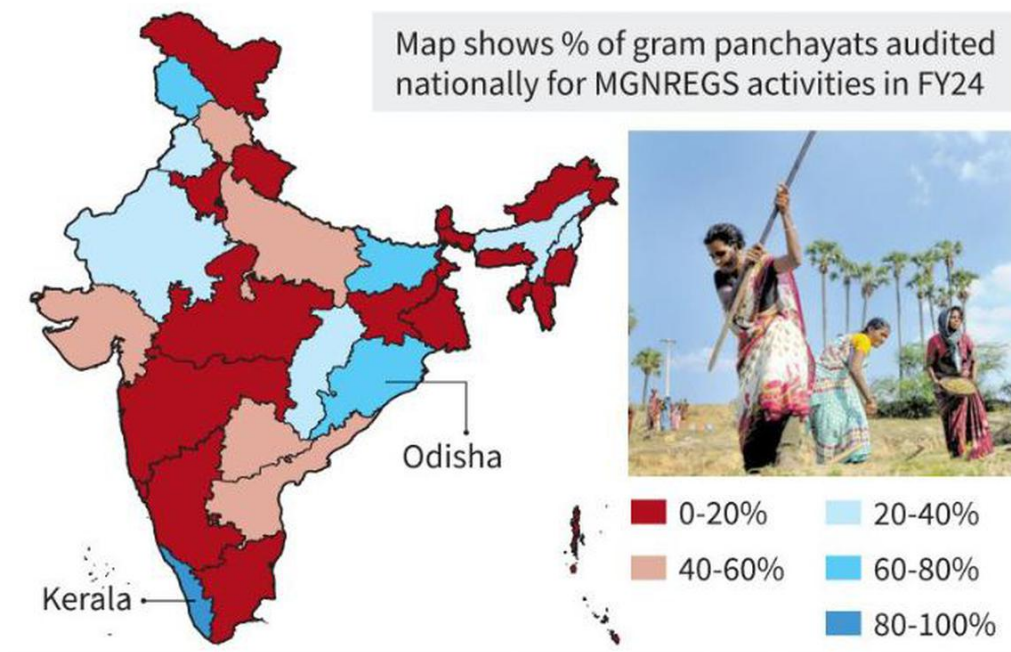 Map shows % of gram panchayats audited
nationally for MGNREGS activities in FY24
Odisha
Kerala
0-20%
20-40%
40-60%
60-80%
80-100%